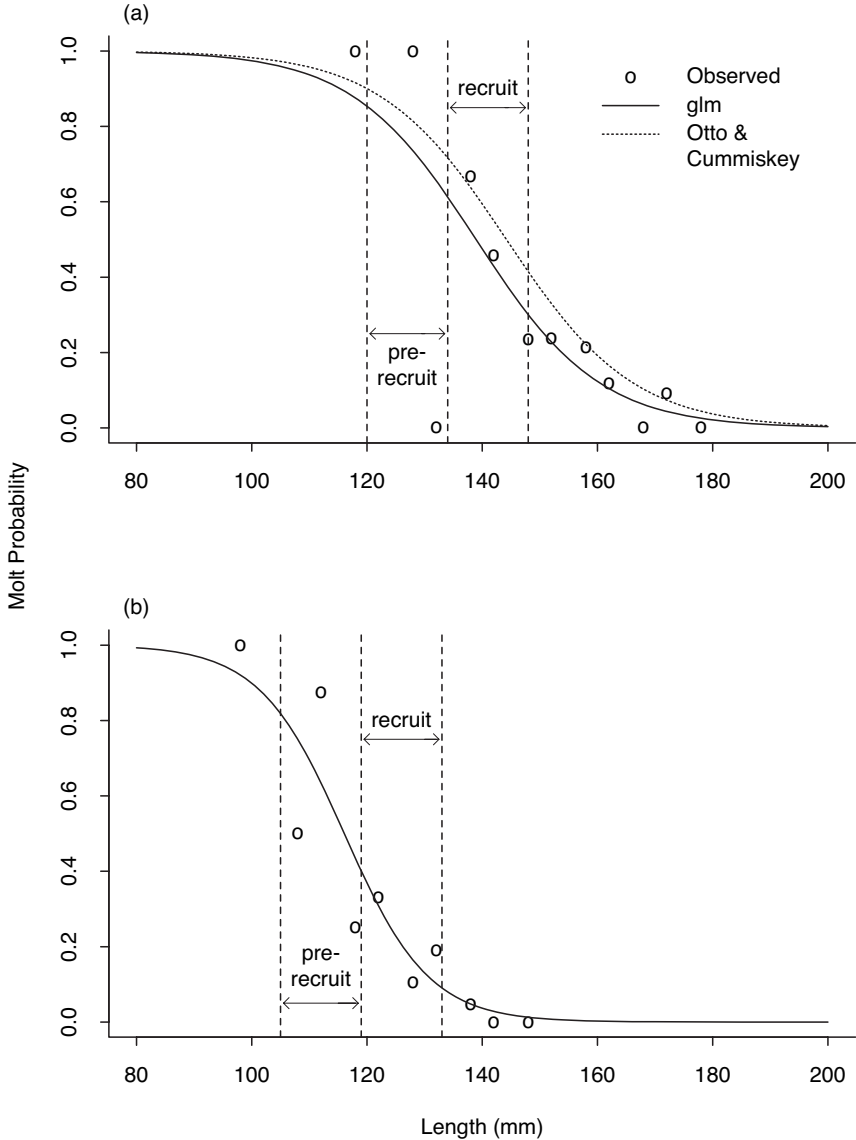 (a)
1.0
0.8
0.6
0.4
0.2
0.0
recruit
pre-
recruit
o Observed
glm
Otto &
Cummiskey
80 100 120 140 160 180 200
Molt Probability
(b)
1.0
0.8
0.6
0.4
0.2
0.0
recruit
pre-
recruit
80 100 120 140 160 180 200
Length (mm)